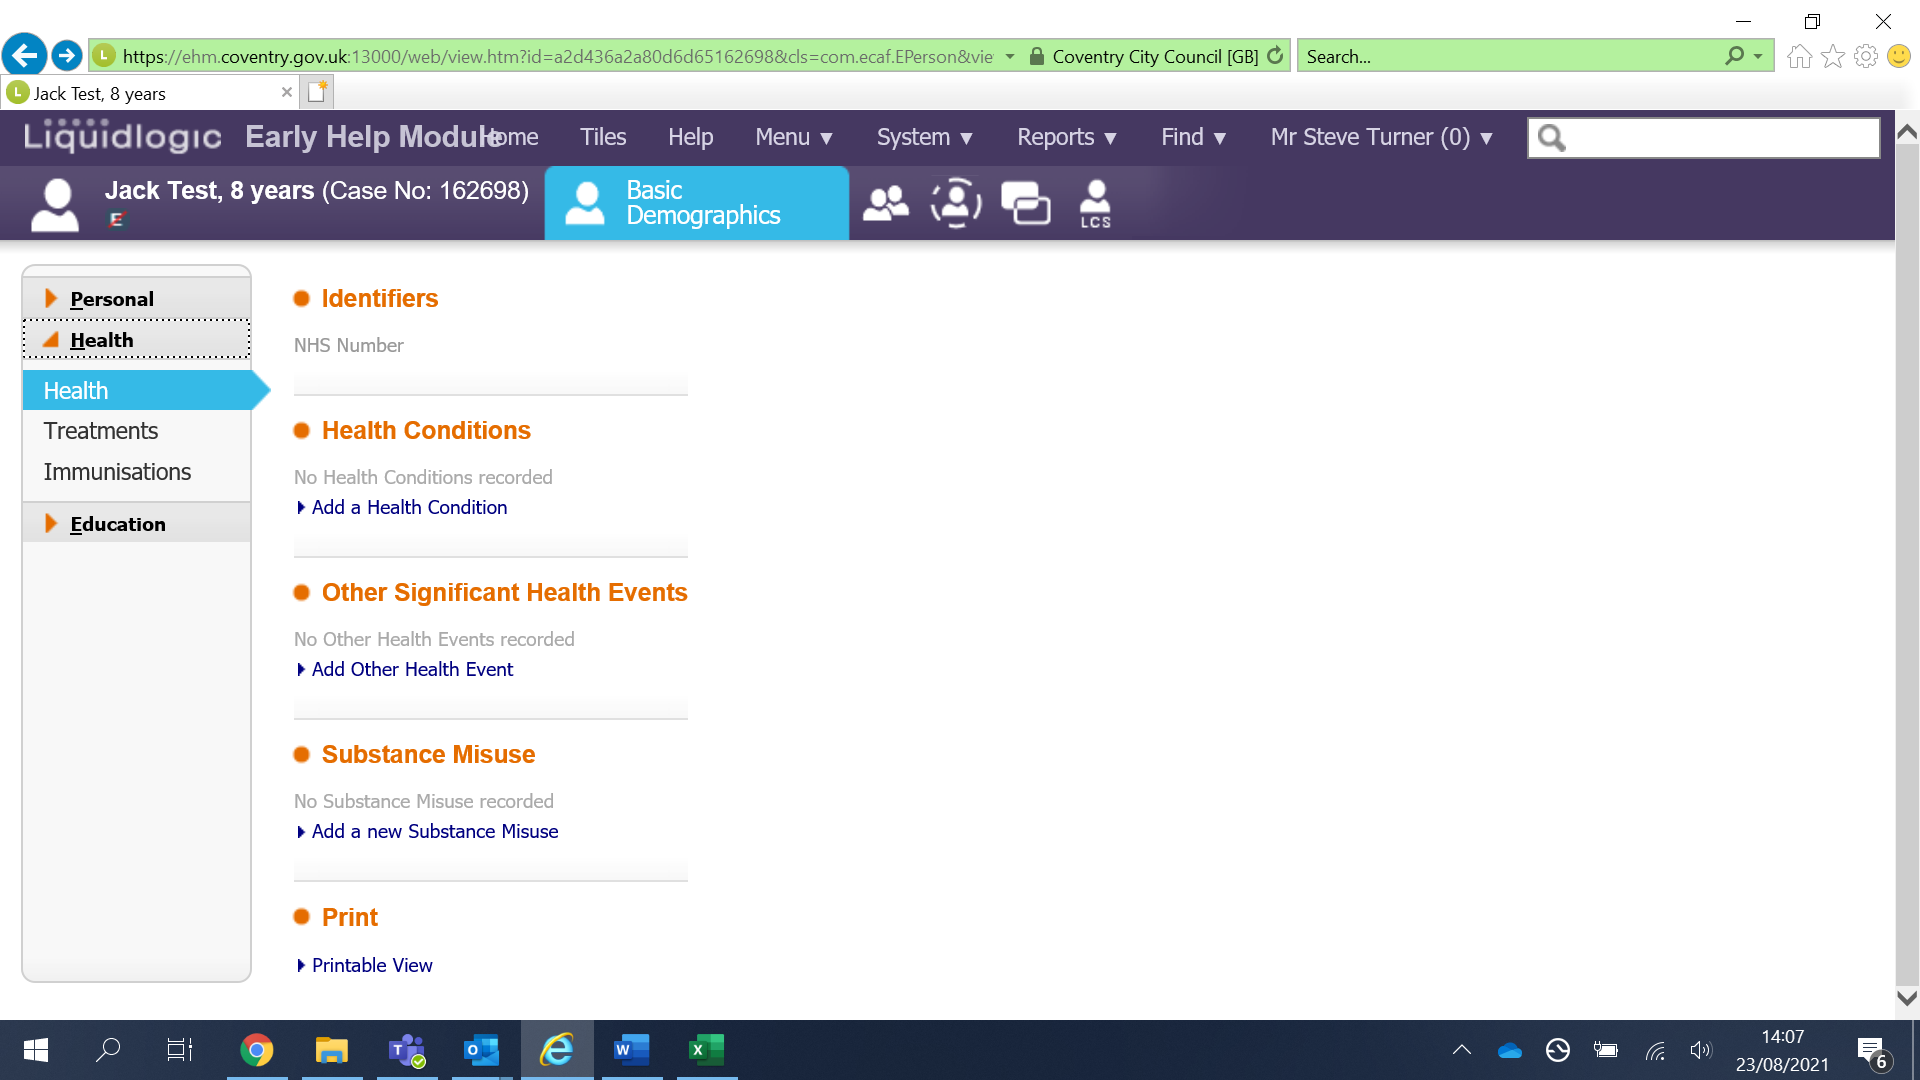 https://ehm.coventry.gov.uk:13000/web/view.htm?id=a2d436a2a80d6d65162698&cls=com.ecaf.EPerson&vie
Coventry City Council [GB]
Search...
Jack Test, 8 years
Liquidlogic
Early Help Module
Home
Tiles
Help
Menu ▼
System ▼
Reports ▼
Find ▼
Mr Steve Turner (0) ▼
Jack Test, 8 years (Case No: 162698)
Basic
Demographics
LCS
Personal
Health
Health
Treatments
Immunisations
Education
Identifiers
NHS Number
Health Conditions
No Health Conditions recorded
Add a Health Condition
Other Significant Health Events
No Other Health Events recorded
Add Other Health Event
Substance Misuse
No Substance Misuse recorded
Add a new Substance Misuse
Print
Printable View
14:07
23/08/2021
6